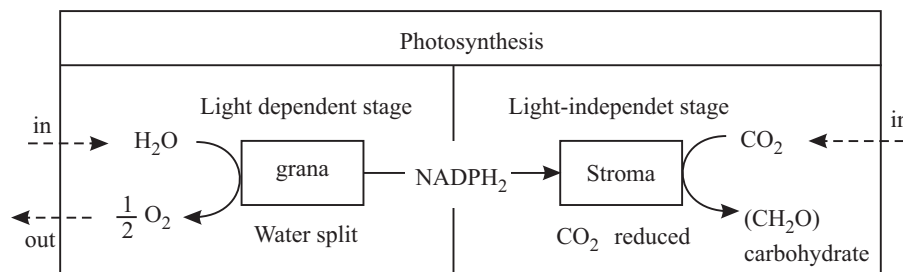 Photosynthesis
Light dependent stage
Light-independet stage
in
H₂O
grana
NADPH₂
Stroma
CO₂
in
1/2 O₂
out
Water split
CO₂ reduced
(CH₂O)
carbohydrate